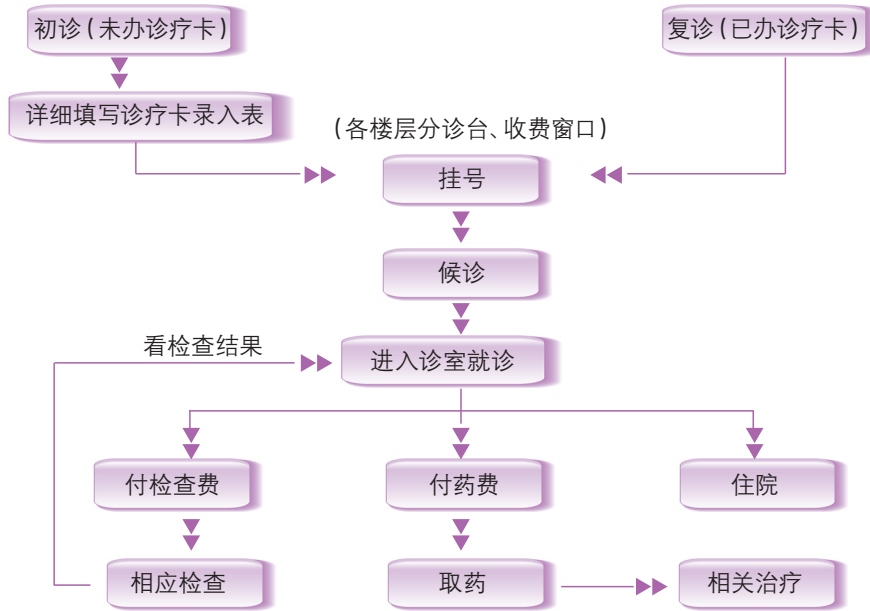 初诊(未办诊疗卡)
复诊(已办诊疗卡)
详细填写诊疗卡录入表
(各楼层分诊台、收费窗口)
挂号
候诊
看检查结果
进入诊室就诊
付检查费
付药费
住院
相应检查
取药
相关治疗